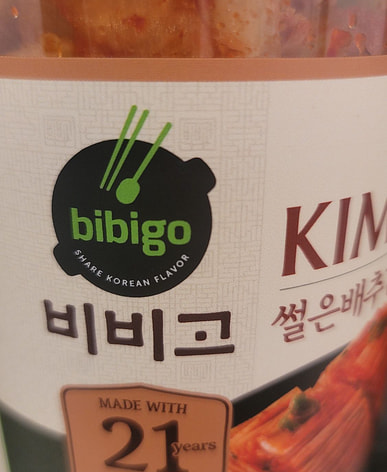 bibigo
SHARE KOREAN FLAVOR
비비고
KIM
썰은배추
MADE WITH
21 years